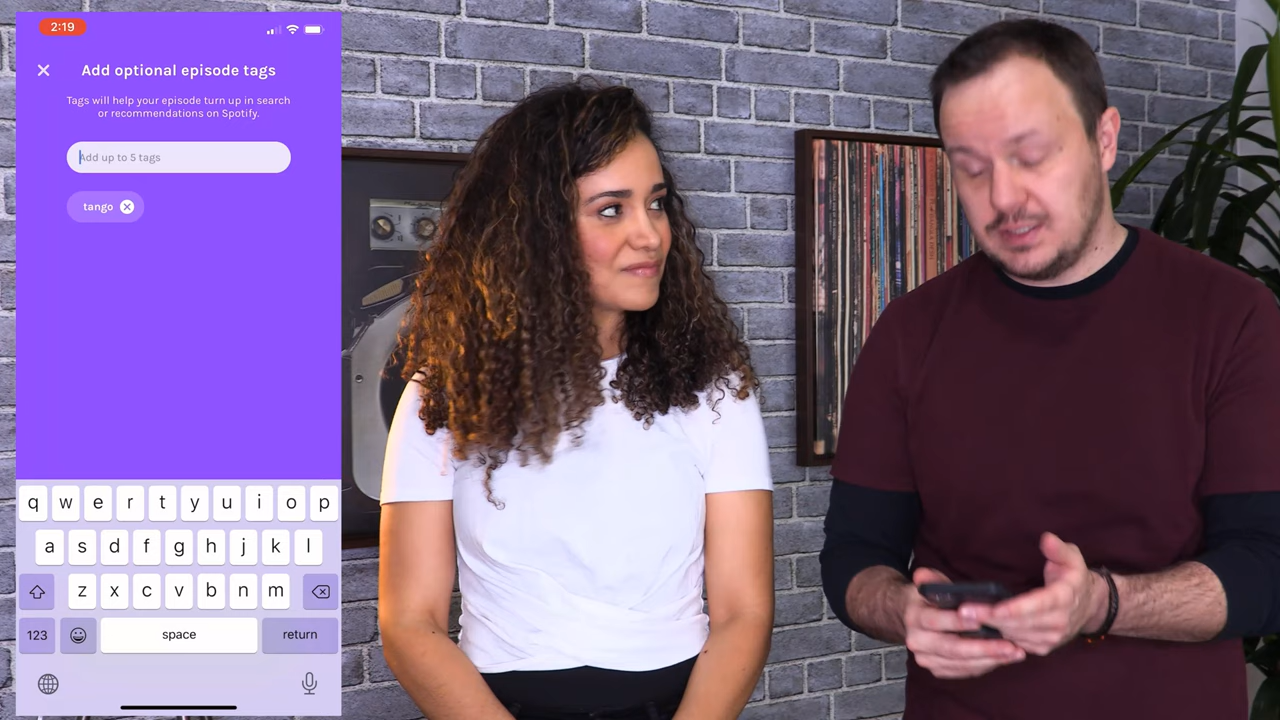 2:19
Add optional episode tags
Tags will help your episode turn up in search
or recommendations on Spotify.
Add up to 5 tags
tango
q w e r t y u i o p
a s d f g h j k l
z x c v b n m
123 space return